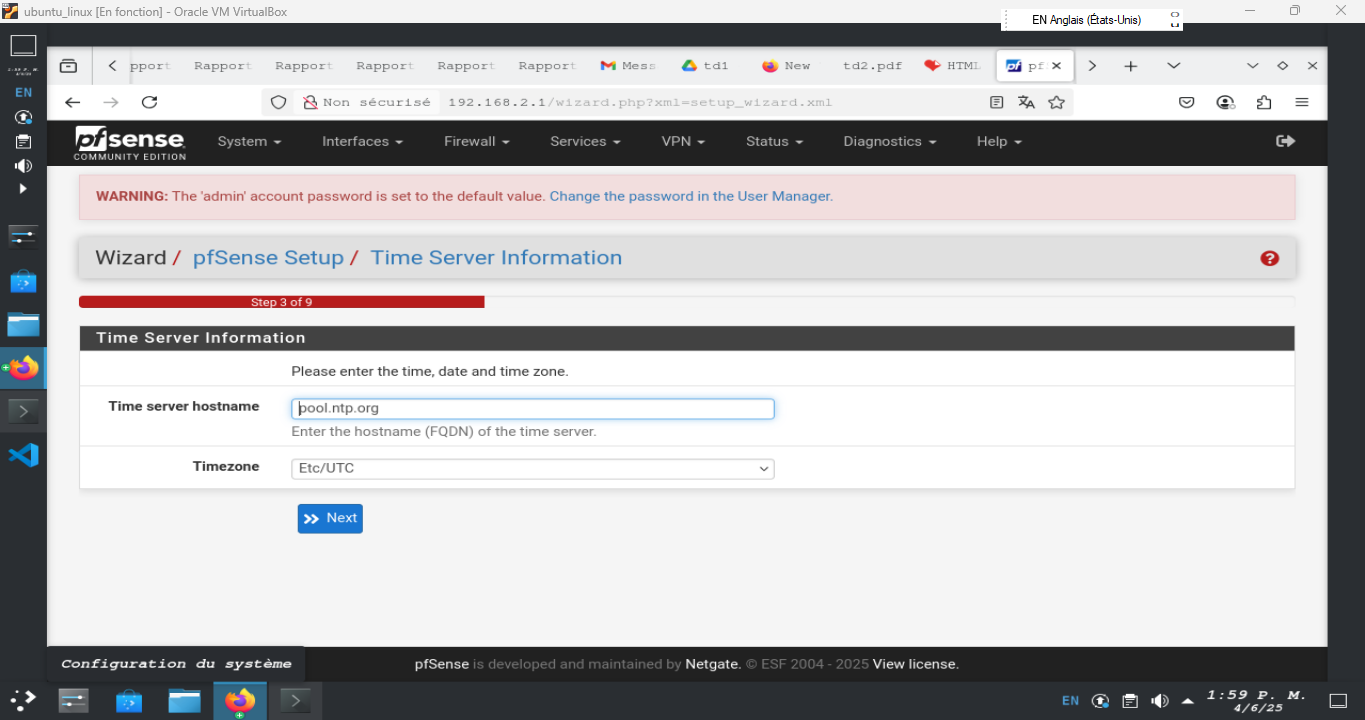 ubuntu_linux [En fonction] - Oracle VM VirtualBox
EN Anglais (États-Unis)
pport Rapport Rapport Rapport Rapport Rapport Mess td1 New td2.pdf HTML pf
EN
Non sécurisé 192.168.2.1/wizard.php?xml=setup_wizard.xml
pfsense
COMMUNITY EDITION
System Interfaces Firewall Services VPN Status Diagnostics Help
WARNING: The 'admin' account password is set to the default value. Change the password in the User Manager.
Wizard / pfSense Setup / Time Server Information
Step 3 of 9
Time Server Information
Please enter the time, date and time zone.
Time server hostname pool.ntp.org
Enter the hostname (FQDN) of the time server.
Timezone Etc/UTC
Next
Configuration du système
pfSense is developed and maintained by Netgate. © ESF 2004 - 2025 View license.
EN 1:59 P. M.
4/6/25